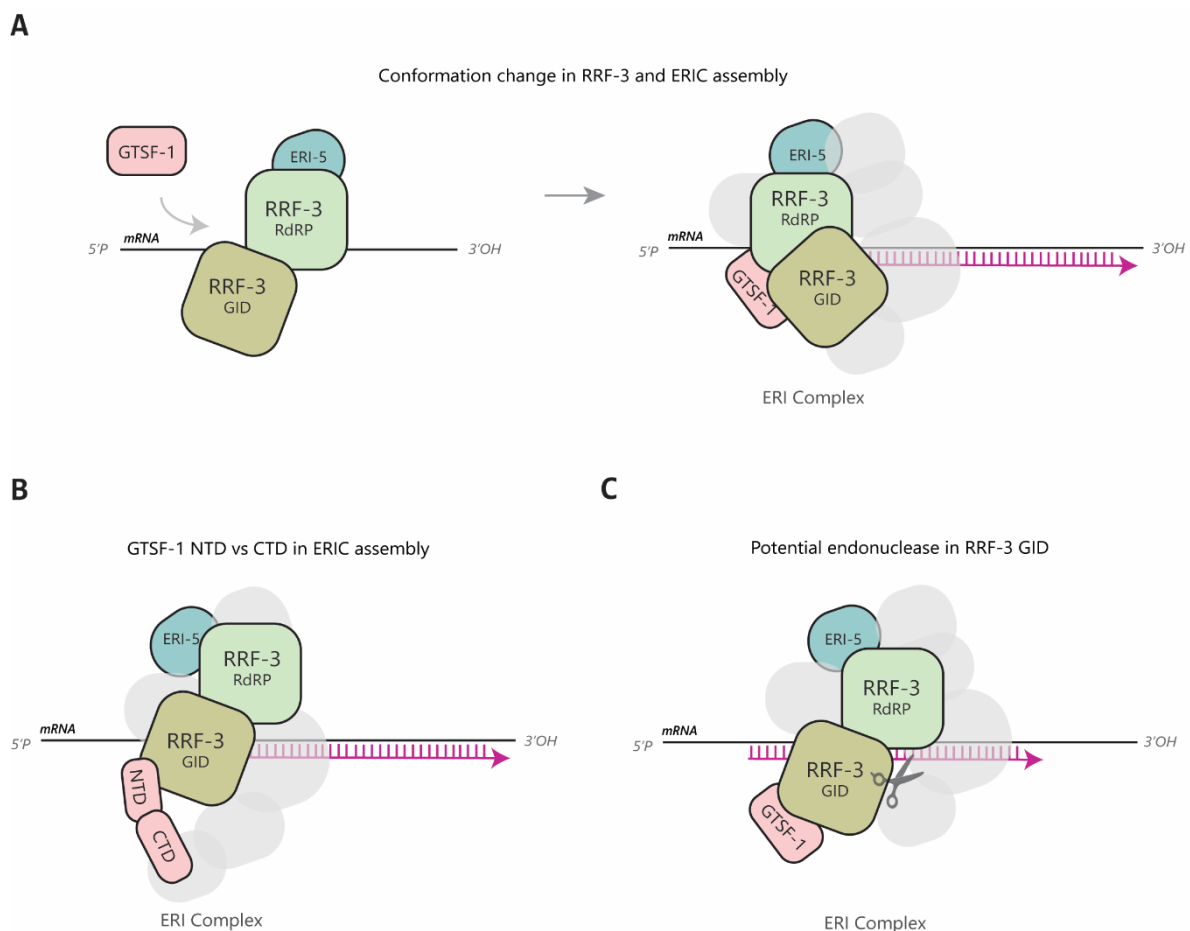 A
Conformation change in RRF-3 and ERIC assembly
GTSF-1
ERI-5
RRF-3
RdRP
mRNA
5'P
3'OH
RRF-3
GID
ERI-5
RRF-3
RdRP
mRNA
5'P
3'OH
GTSF-1
RRF-3
GID
ERI Complex
B
GTSF-1 NTD vs CTD in ERIC assembly
ERI-5
RRF-3
RdRP
mRNA
5'P
3'OH
RRF-3
GID
NTD
CTD
ERI Complex
C
Potential endonuclease in RRF-3 GID
ERI-5
RRF-3
RdRP
mRNA
5'P
3'OH
RRF-3
GID
GTSF-1
ERI Complex